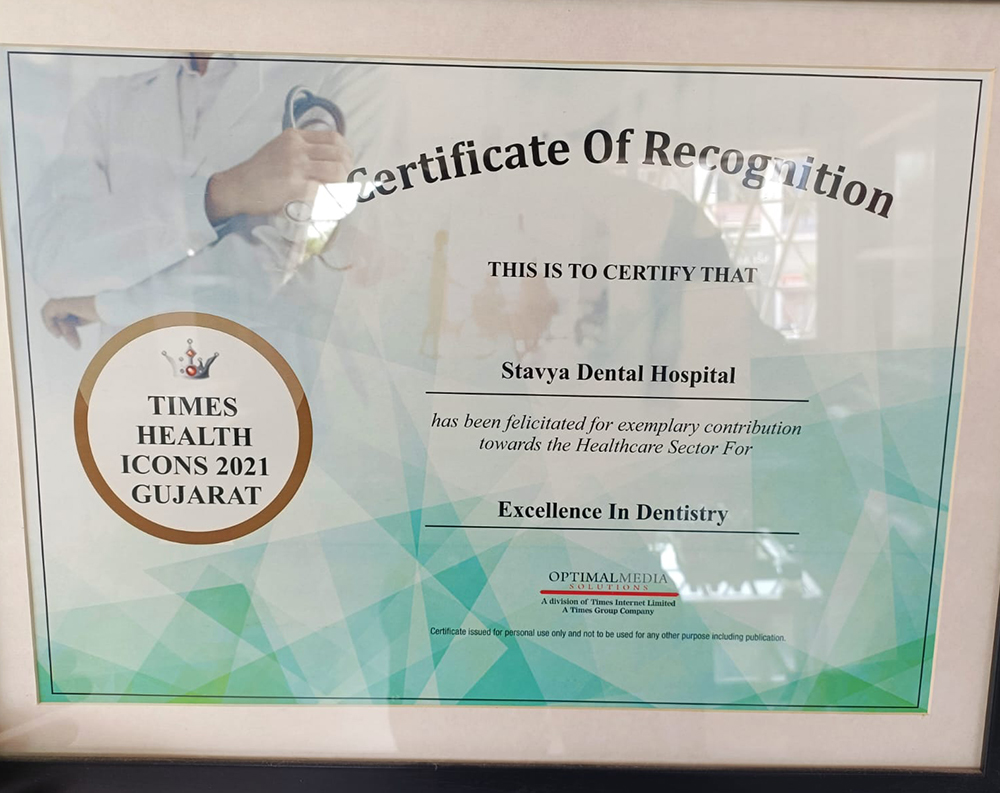 Certificate Of Recognition
THIS IS TO CERTIFY THAT
Stavya Dental Hospital
has been felicitated for exemplary contribution
towards the Healthcare Sector For
Excellence In Dentistry
TIMES
HEALTH
ICONS 2021
GUJARAT
OPTIMALMEDIA
SOLUTIONS
A division of Times Internet Limited
A Times Group Company
Certificate issued for personal use only and not to be used for any other purpose including publication.